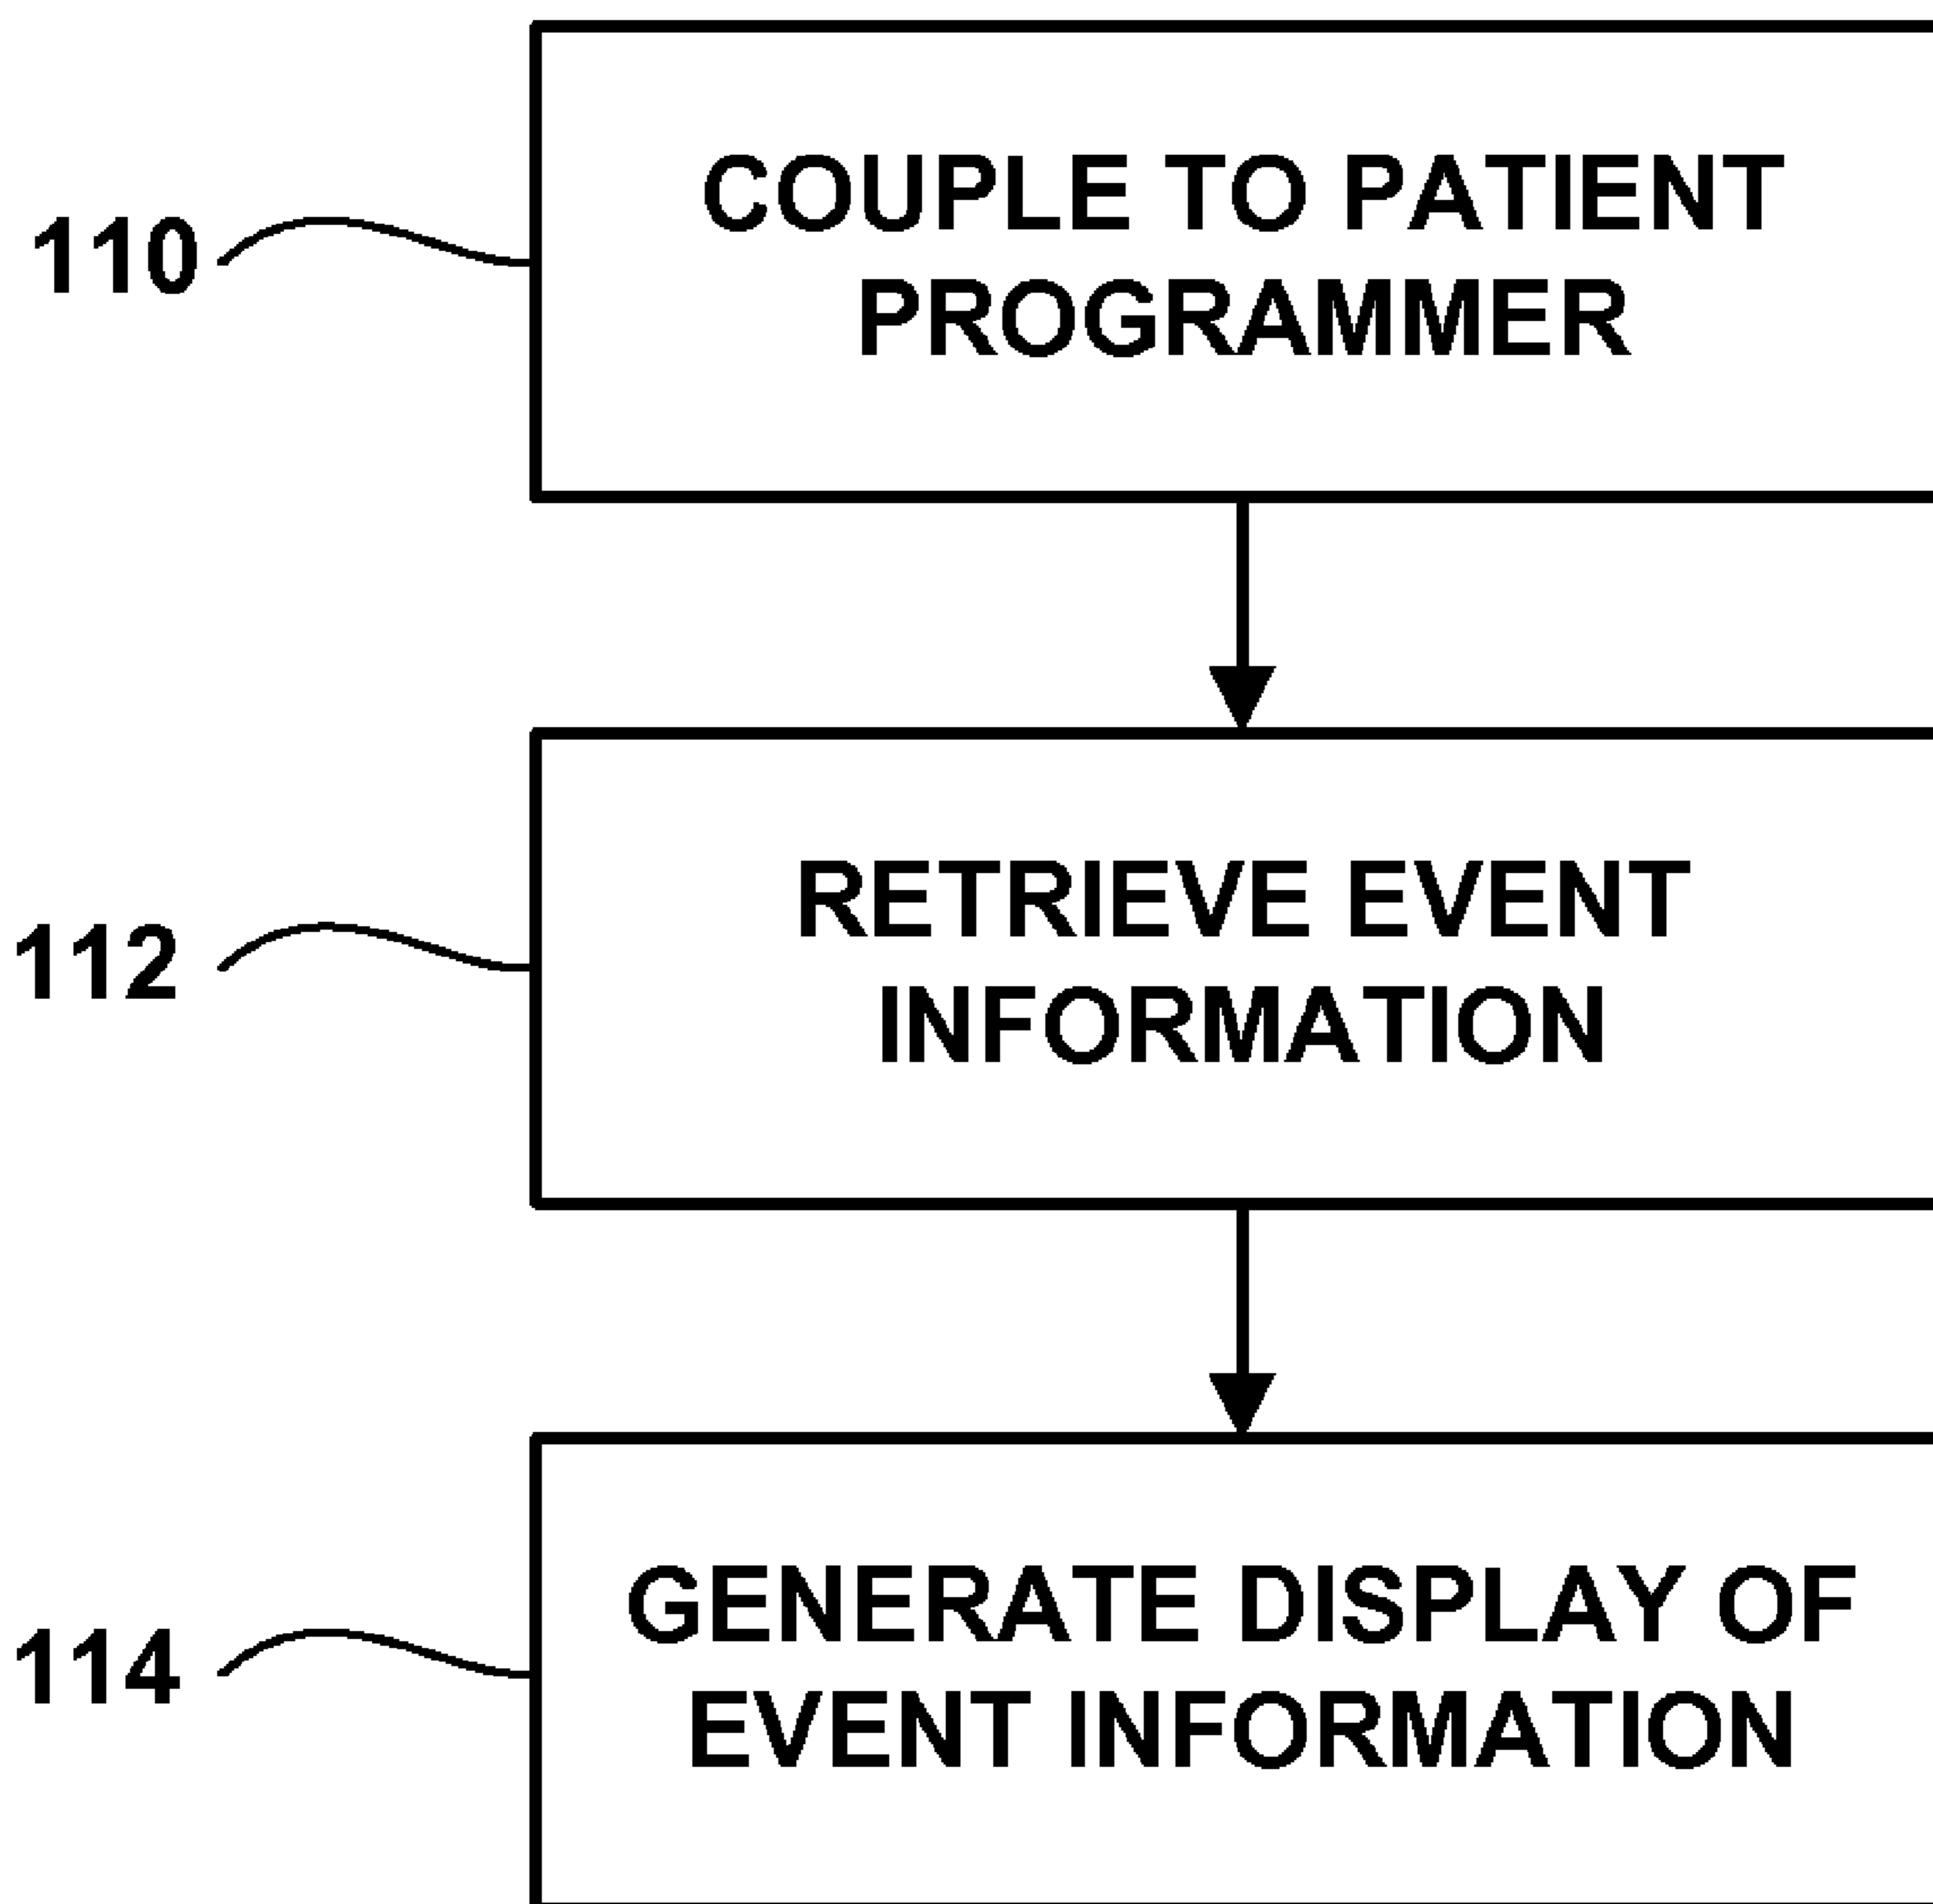 110
COUPLE TO PATIENT
PROGRAMMER
112
RETRIEVE EVENT
INFORMATION
114
GENERATE DISPLAY OF
EVENT INFORMATION